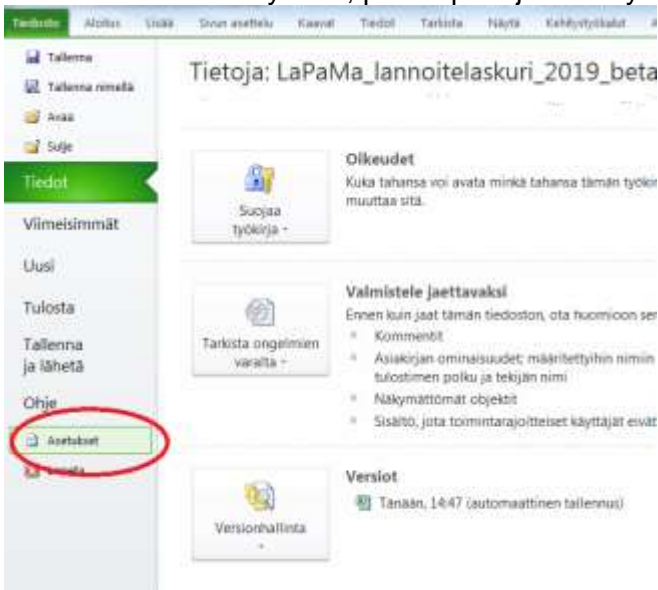 Tiedosto Aloitus Lisää Sivun asettelu Kaavat Tiedot Tarkista Näytä Kehitystyökalut
Tallenna
Tallenna nimellä
Avaa
Sulje
Tiedot
Viimeisimmät
Uusi
Tulosta
Tallenna
ja lähetä
Ohje
Asetukset
Lopeta
Tietoja: LaPaMa_lannoitelaskuri_2019_beta
Suojaa
työkirja
Oikeudet
Kuka tahansa voi avata minkä tahansa tämän työkir
muuttaa sitä.
Tarkista ongelmien
varalta
Valmistele jaettavaksi
Ennen kuin jaat tämän tiedoston, ota huomioon ser
Kommentit
Asiakirjan ominaisuudet, määritettyihin nimiin
tulostimen polku ja tekijän nimi
Näkymättömät objektit
Sisältö, jota toimintarajoitteiset käyttäjät eivät
Versionhallinta
Versiot
Tänään, 14:47 (automaattinen tallennus)